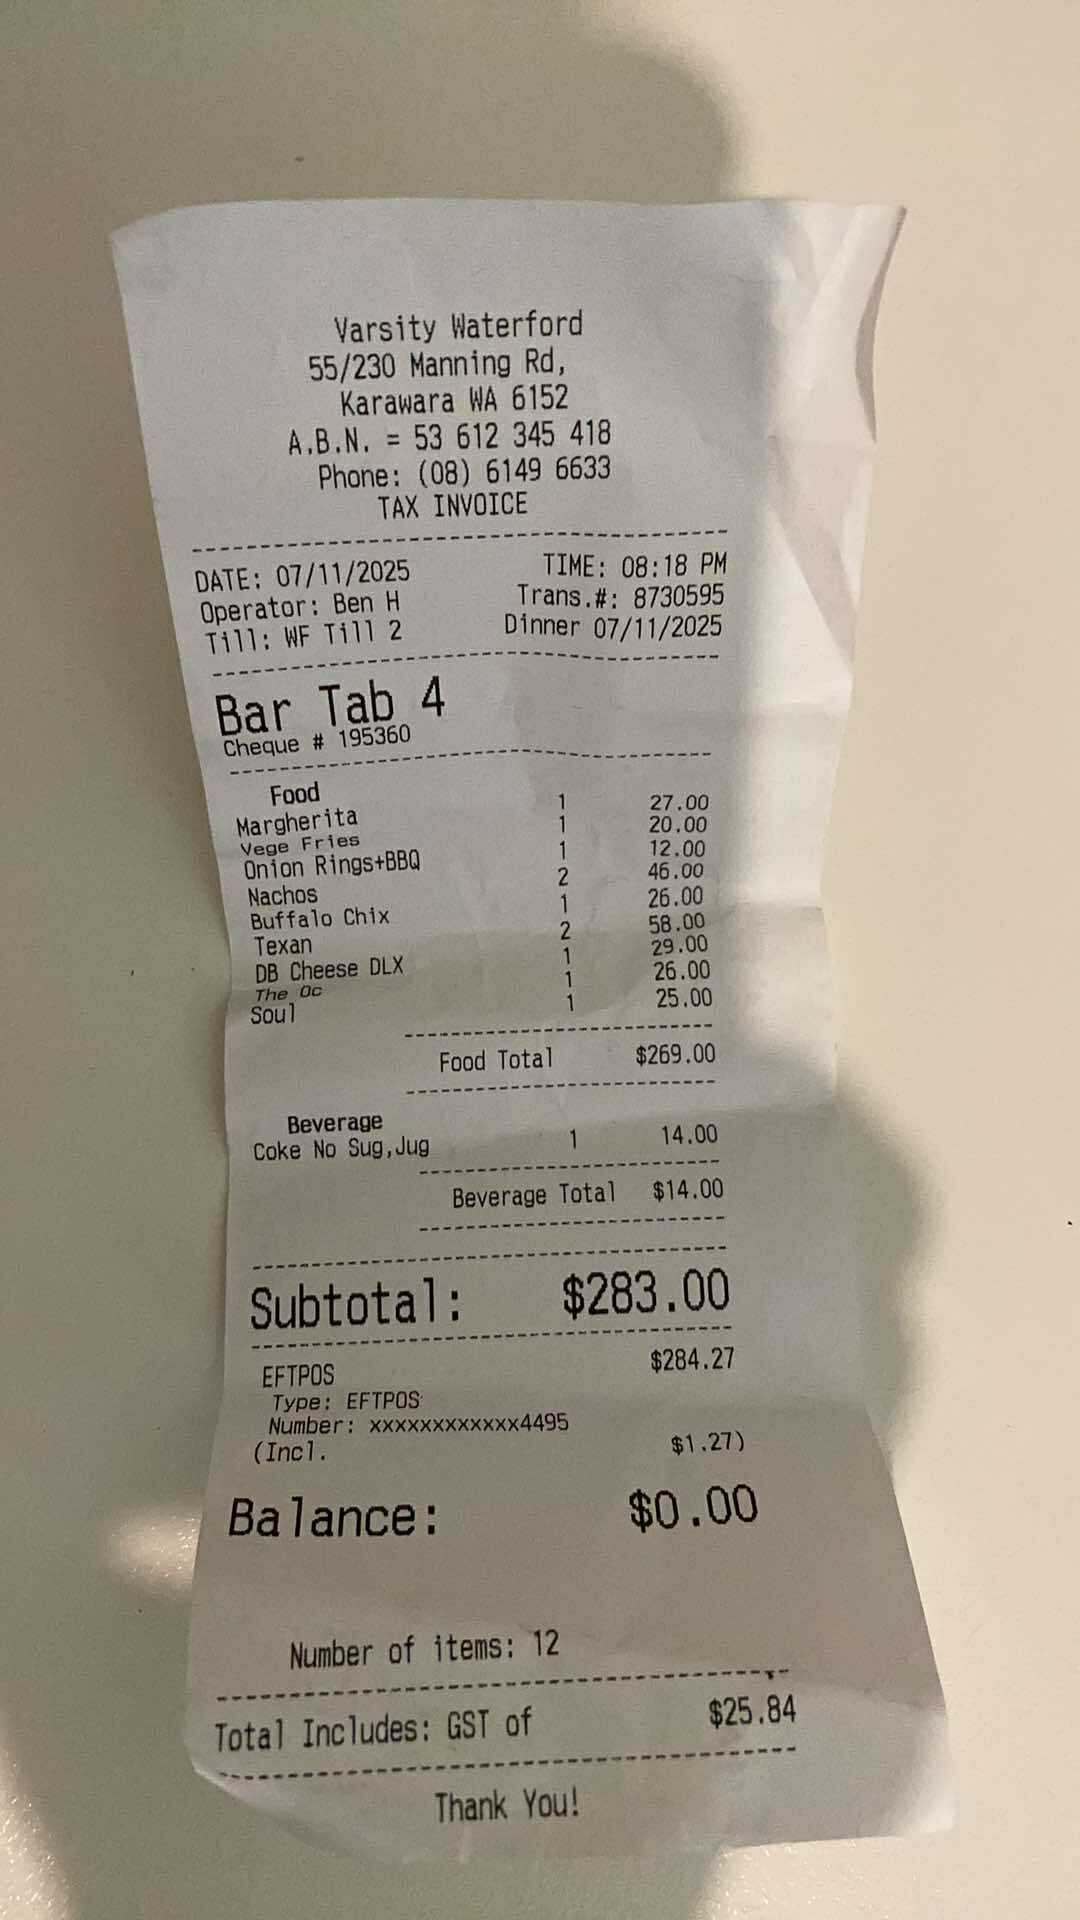 Varsity Waterford
55/230 Manning Rd,
Karawara WA 6152
A.B.N. = 53 612 345 418
Phone: (08) 6149 6633
TAX INVOICE
DATE: 07/11/2025 TIME: 08:18 PM
Operator: Ben H Trans.#: 8730595
Till: WF Till 2 Dinner 07/11/2025
Bar Tab 4
Cheque # 195360
Food
Margherita 1 27.00
Vege Fries 1 20.00
Onion Rings+BBQ 1 12.00
Nachos 2 46.00
Buffalo Chix 1 26.00
Texan 2 58.00
DB Cheese DLX 1 29.00
The Oc 1 26.00
Soul 1 25.00
Food Total $269.00
Beverage
Coke No Sug,Jug 1 14.00
Beverage Total $14.00
Subtotal: $283.00
EFTPOS $284.27
Type: EFTPOS
Number: xxxxxxxxxxxx4495
(Incl. $1.27)
Balance: $0.00
Number of items: 12
Total Includes: GST of $25.84
Thank You!